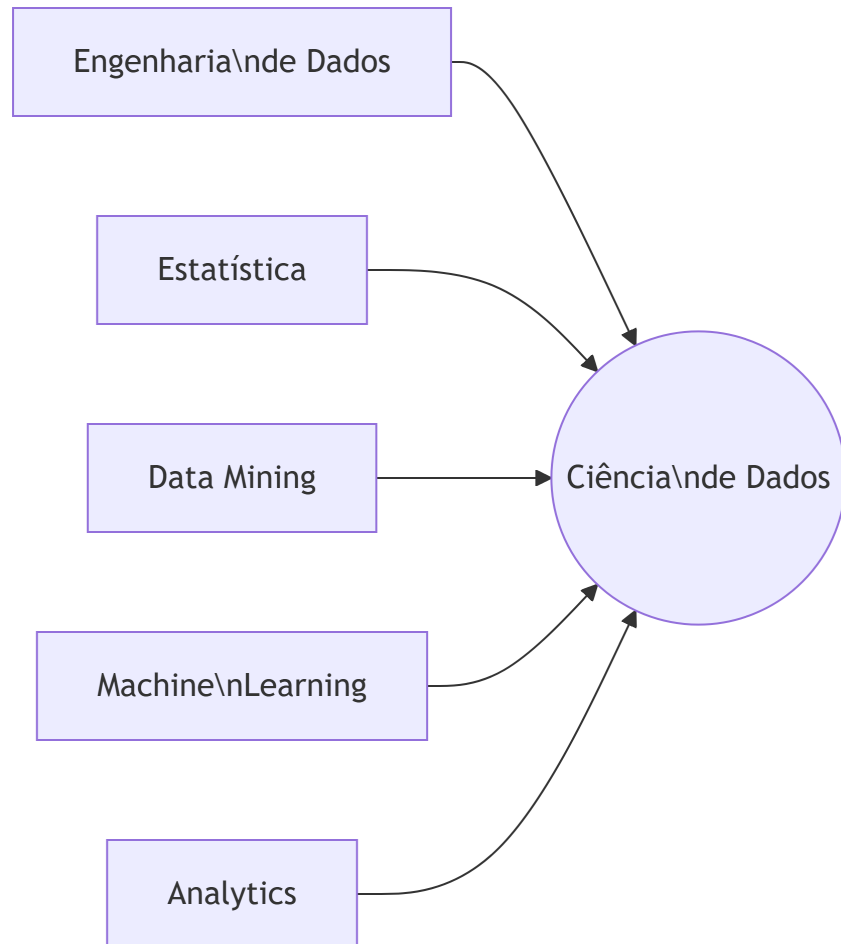 Engenharia\nde Dados
Estatística
Data Mining
Ciência\nde Dados
Machine\nLearning
Analytics